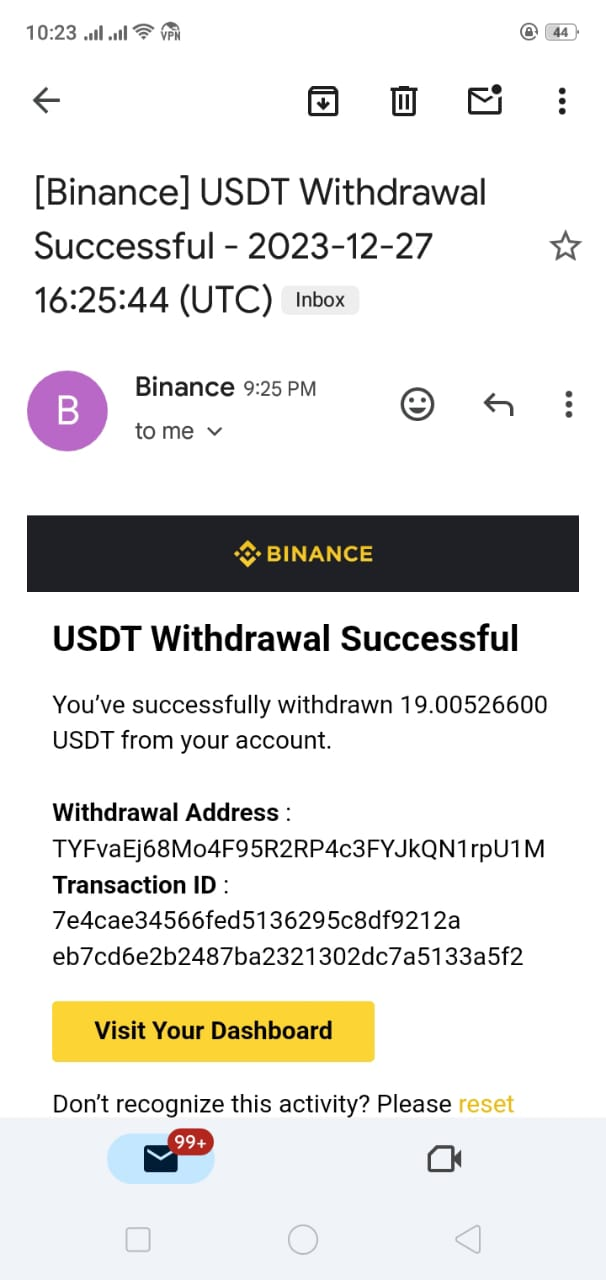 10:23 VPN 44
[Binance] USDT Withdrawal
Successful - 2023-12-27
16:25:44 (UTC) Inbox
B
Binance 9:25 PM
to me
BINANCE
USDT Withdrawal Successful
You’ve successfully withdrawn 19.00526600
USDT from your account.
Withdrawal Address :
TYFvaEj68Mo4F95R2RP4c3FYJkQN1rpU1M
Transaction ID :
7e4cae34566fed5136295c8df9212a
eb7cd6e2b2487ba2321302dc7a5133a5f2
Visit Your Dashboard
Don’t recognize this activity? Please reset
99+